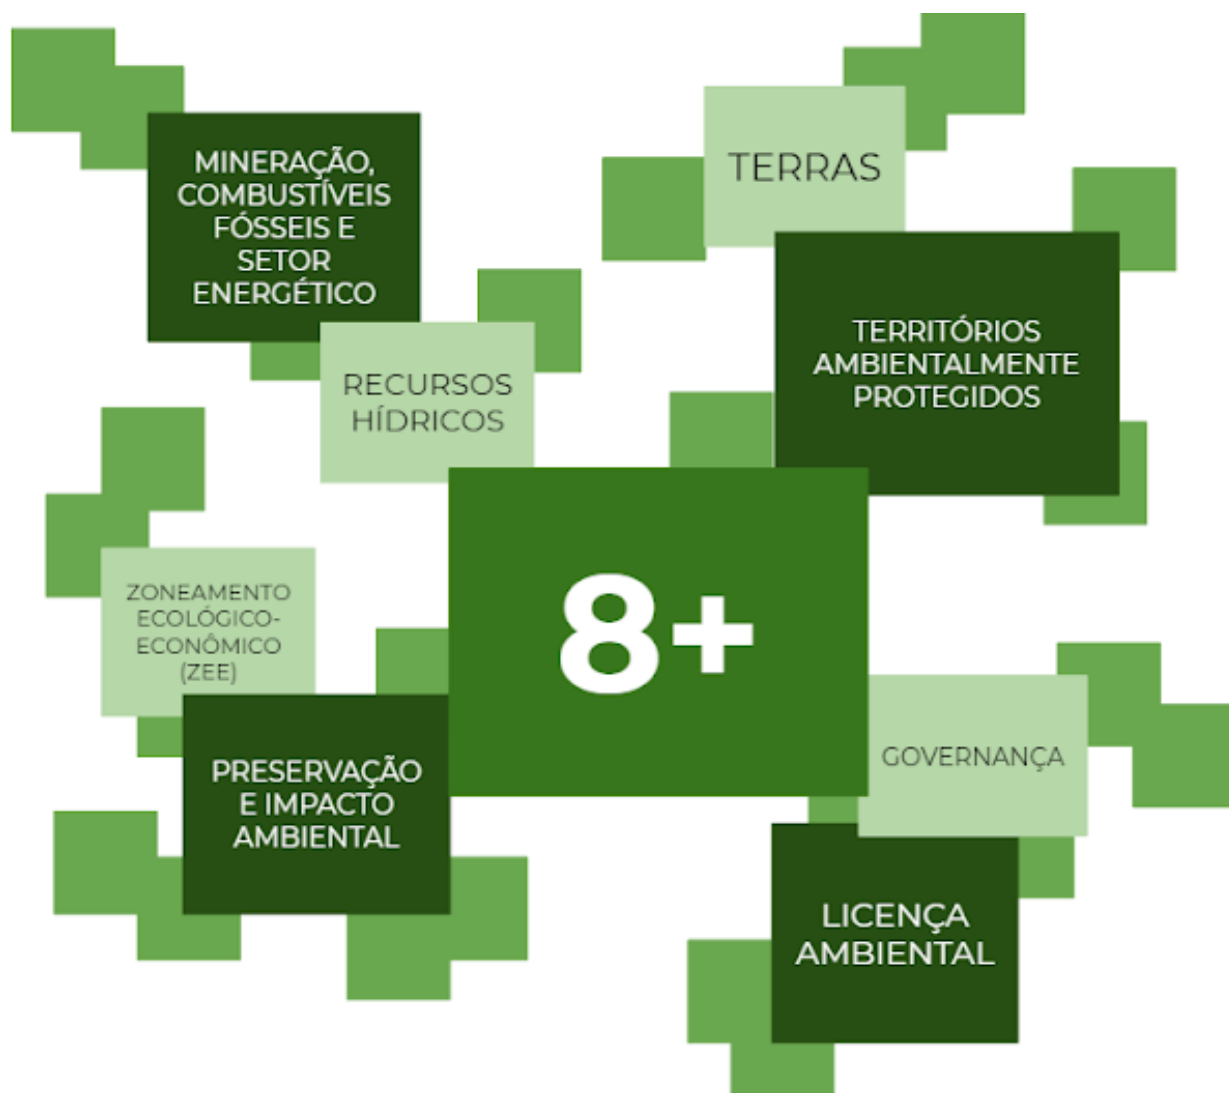 MINERAÇÃO,
COMBUSTÍVEIS
FÓSSEIS E
SETOR
ENERGÉTICO
TERRAS
TERRITÓRIOS
AMBIENTALMENTE
PROTEGIDOS
RECURSOS
HÍDRICOS
8+
ZONEAMENTO
ECOLÓGICO-
ECONÔMICO
(ZEE)
PRESERVAÇÃO
E IMPACTO
AMBIENTAL
GOVERNANÇA
LICENÇA
AMBIENTAL